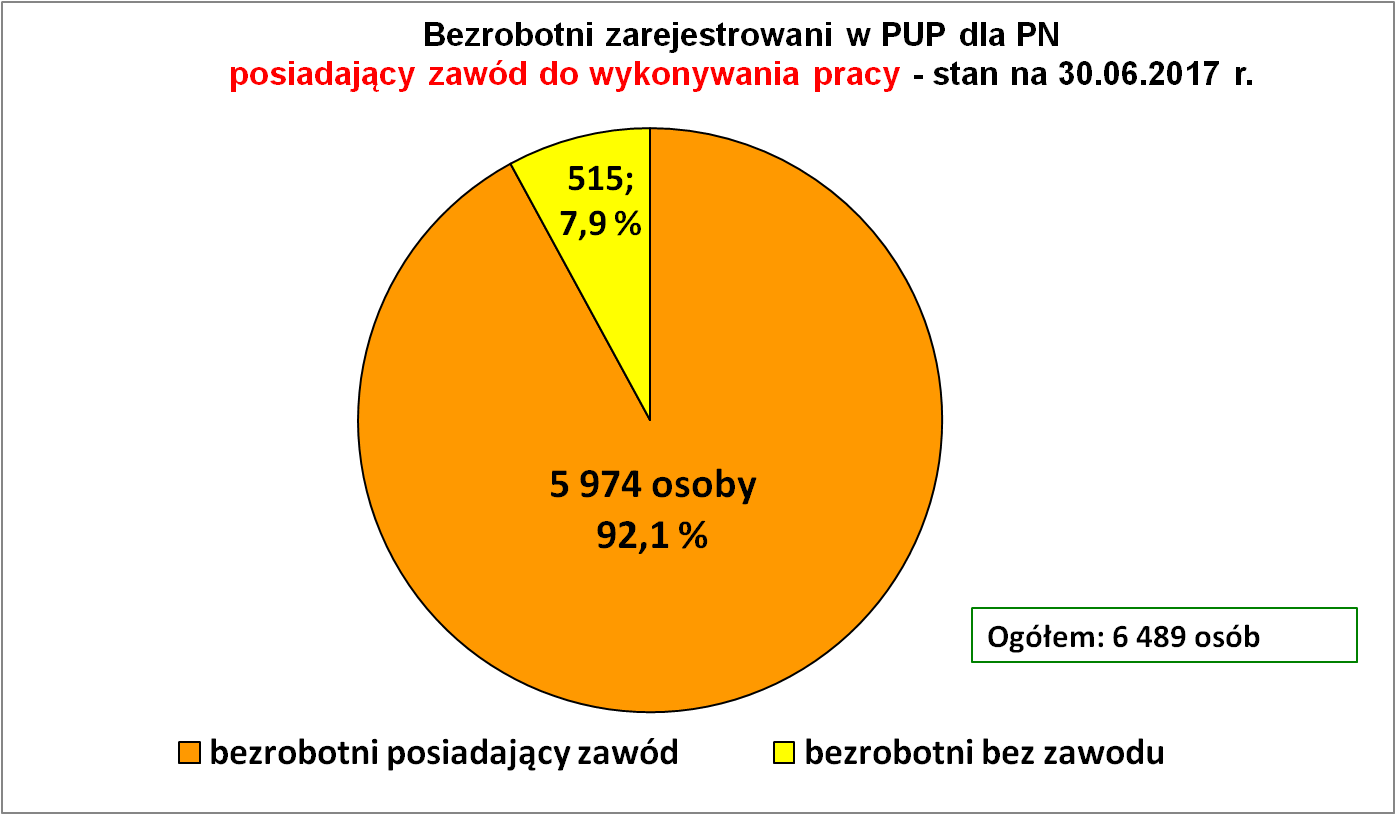 Bezrobotni zarejestrowani w PUP dla PN
posiadający zawód do wykonywania pracy - stan na 30.06.2017 r.
515;
7,9 %
5 974 osoby
92,1 %
Ogółem: 6 489 osób
bezrobotni posiadający zawód
bezrobotni bez zawodu